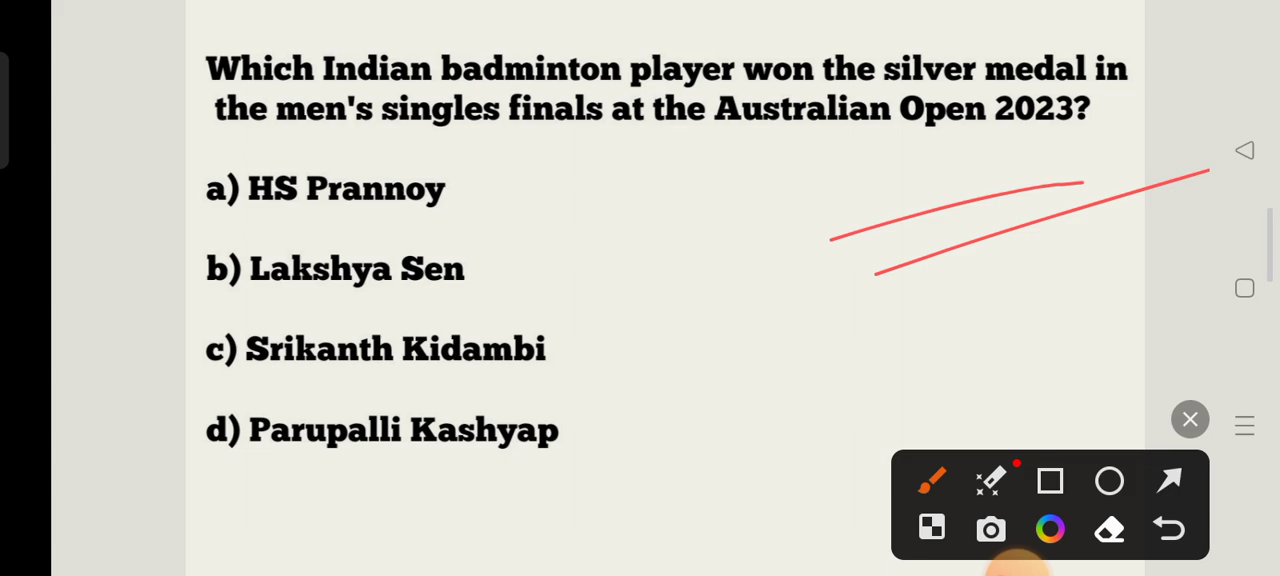 Which Indian badminton player won the silver medal in
the men's singles finals at the Australian Open 2023?
a) HS Prannoy
b) Lakshya Sen
c) Srikanth Kidambi
d) Parupalli Kashyap